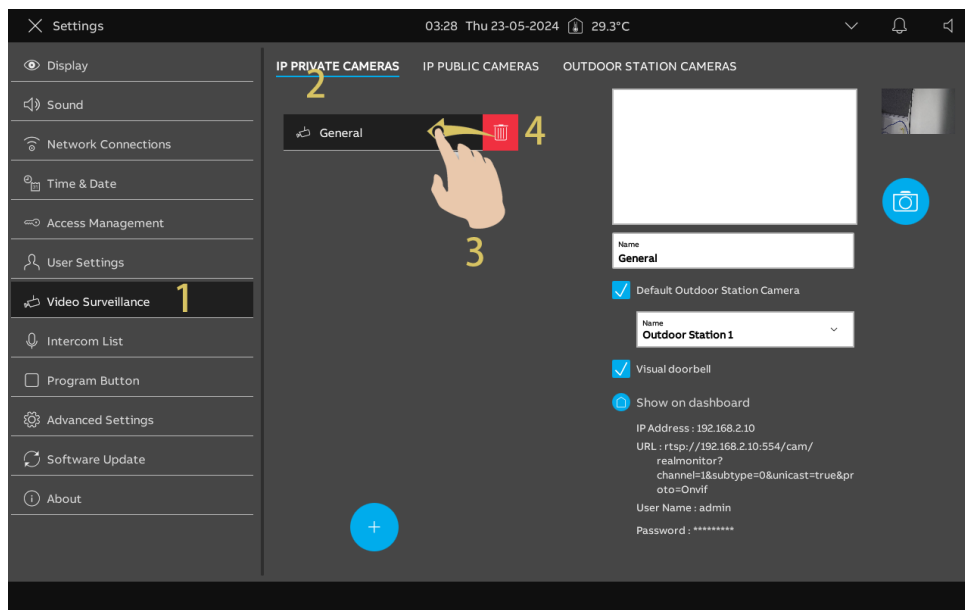 Settings
03:28 Thu 23-05-2024 29.3°C
Display
Sound
Network Connections
Time & Date
Access Management
User Settings
Video Surveillance
1
Intercom List
Program Button
Advanced Settings
Software Update
About
IP PRIVATE CAMERAS IP PUBLIC CAMERAS OUTDOOR STATION CAMERAS
2
General
4
3
+
Name
General
Default Outdoor Station Camera
Name
Outdoor Station 1
Visual doorbell
Show on dashboard
IP Address : 192.168.2.10
URL : rtsp://192.168.2.10:554/cam/
realmonitor?
channel=1&subtype=0&unicast=true&pr
oto=Onvif
User Name : admin
Password : *********